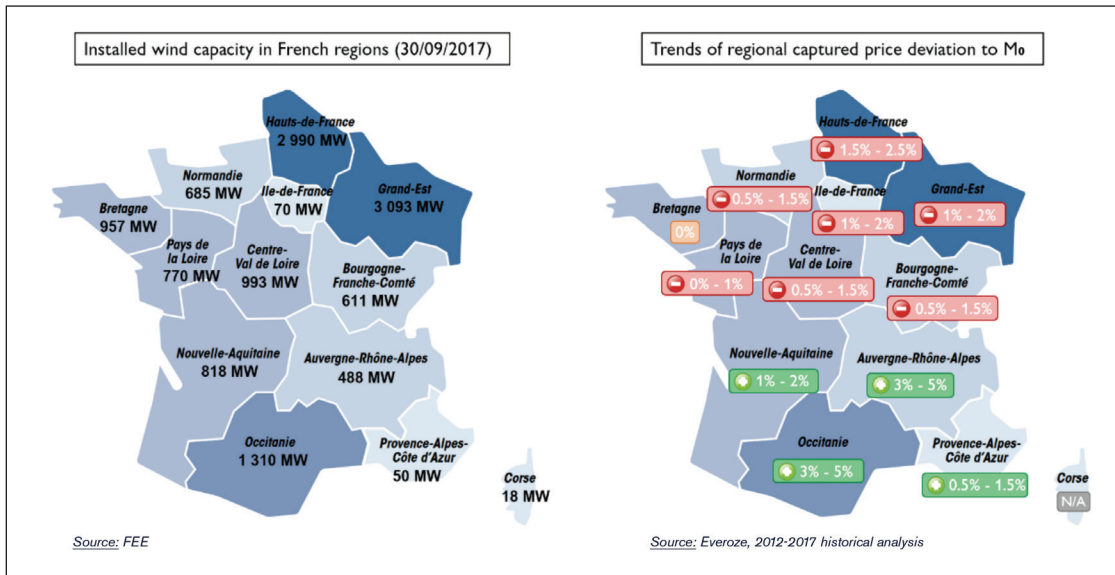 Installed wind capacity in French regions (30/09/2017)
Hauts-de-France
2 990 MW
Normandie
685 MW
Ile-de-France
70 MW
Grand-Est
3 093 MW
Bretagne
957 MW
Pays de
la Loire
770 MW
Centre-
Val de Loire
993 MW
Bourgogne-
Franche-Comté
611 MW
Nouvelle-Aquitaine
818 MW
Auvergne-Rhône-Alpes
488 MW
Occitanie
1 310 MW
Provence-Alpes-
Côte d'Azur
50 MW
Corse
18 MW
Source: FEE
Trends of regional captured price deviation to M0
Hauts-de-France
1.5% - 2.5%
Normandie
0.5% - 1.5%
Ile-de-France
1% - 2%
Grand-Est
1% - 2%
Bretagne
0%
Pays de
la Loire
0% - 1%
Centre-
Val de Loire
0.5% - 1.5%
Bourgogne-
Franche-Comté
0.5% - 1.5%
Nouvelle-Aquitaine
1% - 2%
Auvergne-Rhône-Alpes
3% - 5%
Occitanie
3% - 5%
Provence-Alpes-
Côte d'Azur
0.5% - 1.5%
Corse
N/A
Source: Everoze, 2012-2017 historical analysis